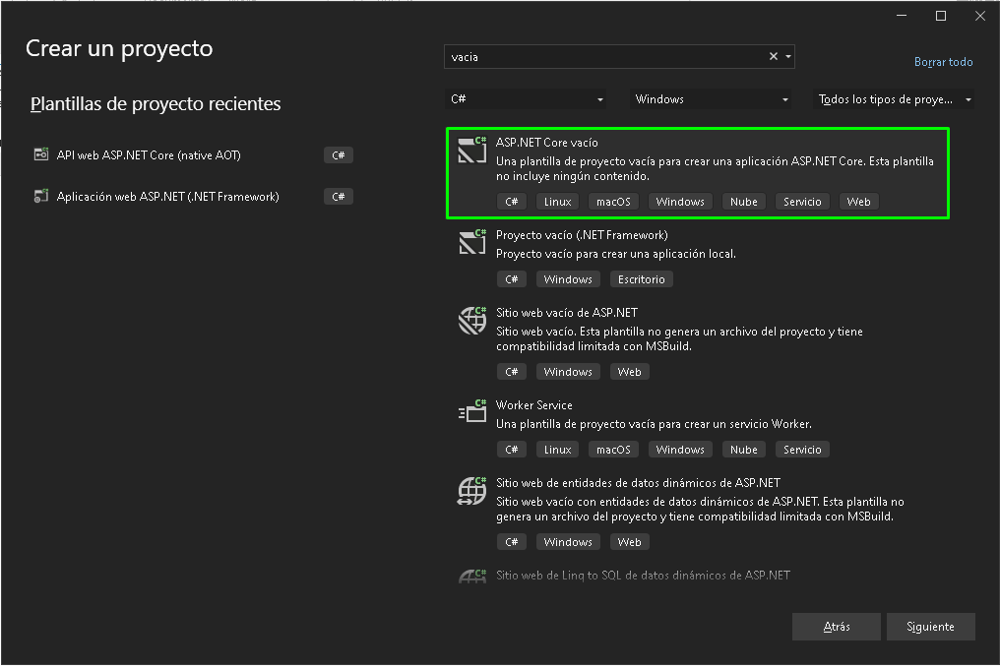 Crear un proyecto
Plantillas de proyecto recientes
API web ASP.NET Core (native AOT)
C#
Aplicación web ASP.NET (.NET Framework)
C#
vacia
Borrar todo
C#
Windows
Todos los tipos de proye...
C#
ASP.NET Core vacío
Una plantilla de proyecto vacía para crear una aplicación ASP.NET Core. Esta plantilla
no incluye ningún contenido.
C# Linux macOS Windows Nube Servicio Web
C#
Proyecto vacío (.NET Framework)
Proyecto vacío para crear una aplicación local.
C# Windows Escritorio
C#
Sitio web vacío de ASP.NET
Sitio web vacío. Esta plantilla no genera un archivo del proyecto y tiene
compatibilidad limitada con MSBuild.
C# Windows Web
C#
Worker Service
Una plantilla de proyecto vacía para crear un servicio Worker.
C# Linux macOS Windows Nube Servicio
C#
Sitio web de entidades de datos dinámicos de ASP.NET
Sitio web vacío con entidades de datos dinámicos de ASP.NET. Esta plantilla no
genera un archivo del proyecto y tiene compatibilidad limitada con MSBuild.
C# Windows Web
C#
Sitio web de Linq to SQL de datos dinámicos de ASP.NET
Atrás
Siguiente